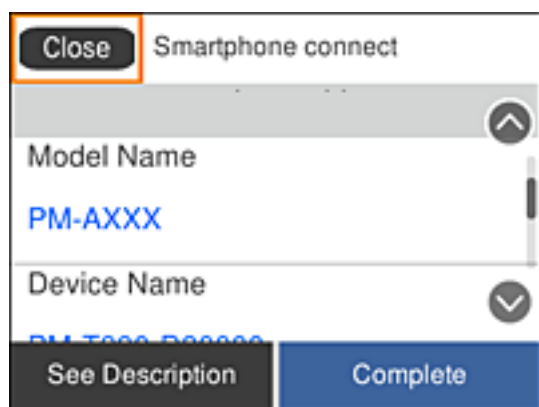 Close
Smartphone connect
Model Name
PM-AXXX
Device Name
See Description
Complete